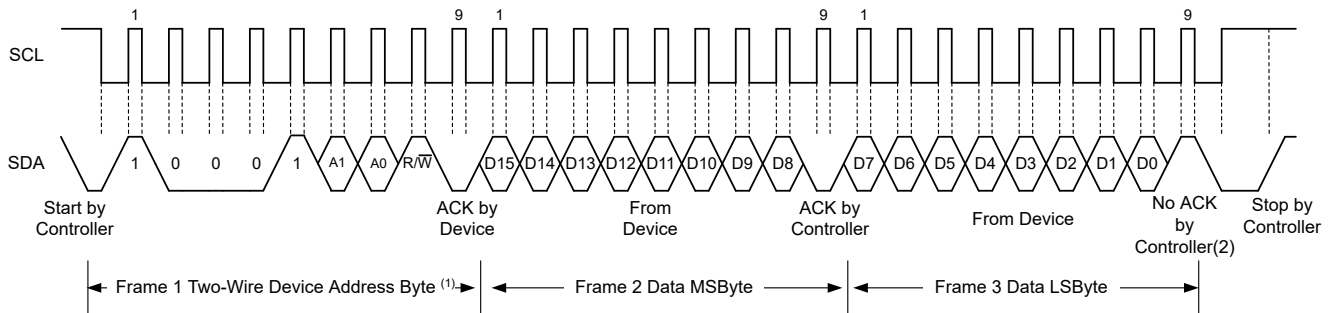 1 9 1 9 1 9
SCL
SDA 1 0 0 0 1 A1 A0 R/W̅ D15 D14 D13 D12 D11 D10 D9 D8 D7 D6 D5 D4 D3 D2 D1 D0
Start by
Controller
ACK by
Device
From
Device
ACK by
Controller
From Device
No ACK
by
Controller(2)
Stop by
Controller
Frame 1 Two-Wire Device Address Byte (1)
Frame 2 Data MSByte
Frame 3 Data LSByte